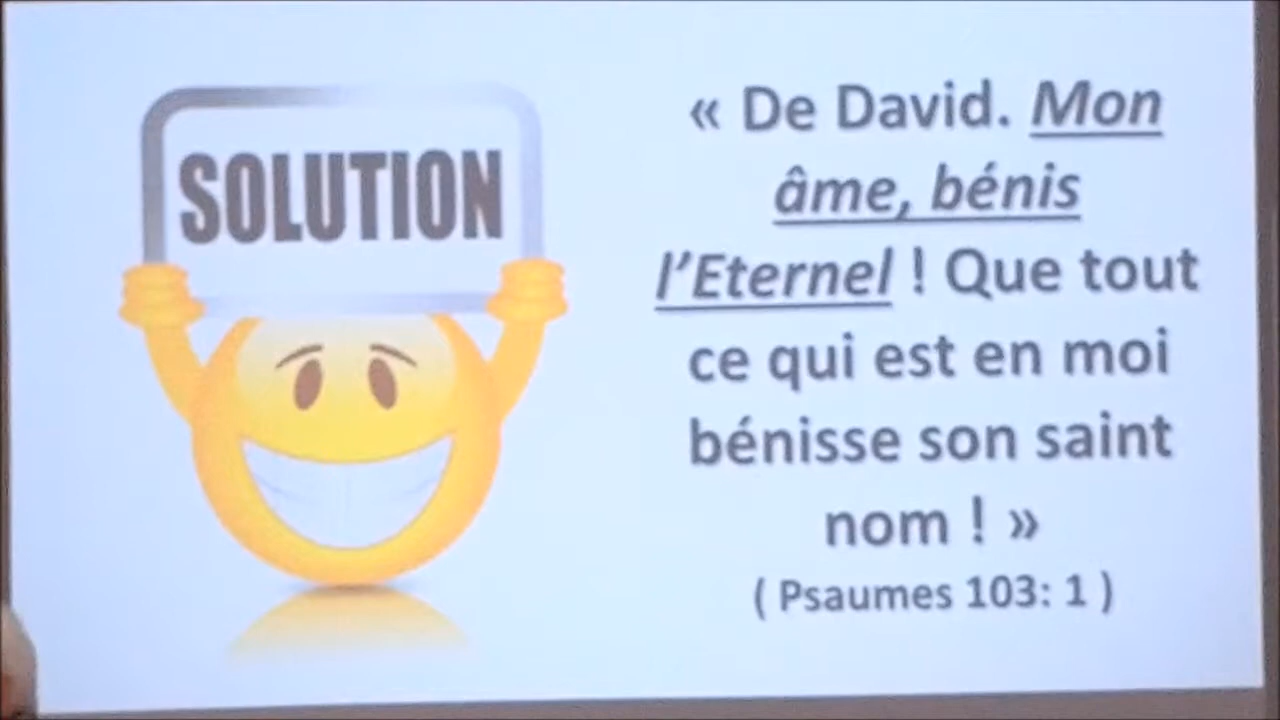 SOLUTION
« De David. Mon
âme, bénis
l’Eternel ! Que tout
ce qui est en moi
bénisse son saint
nom ! »
( Psaumes 103: 1 )